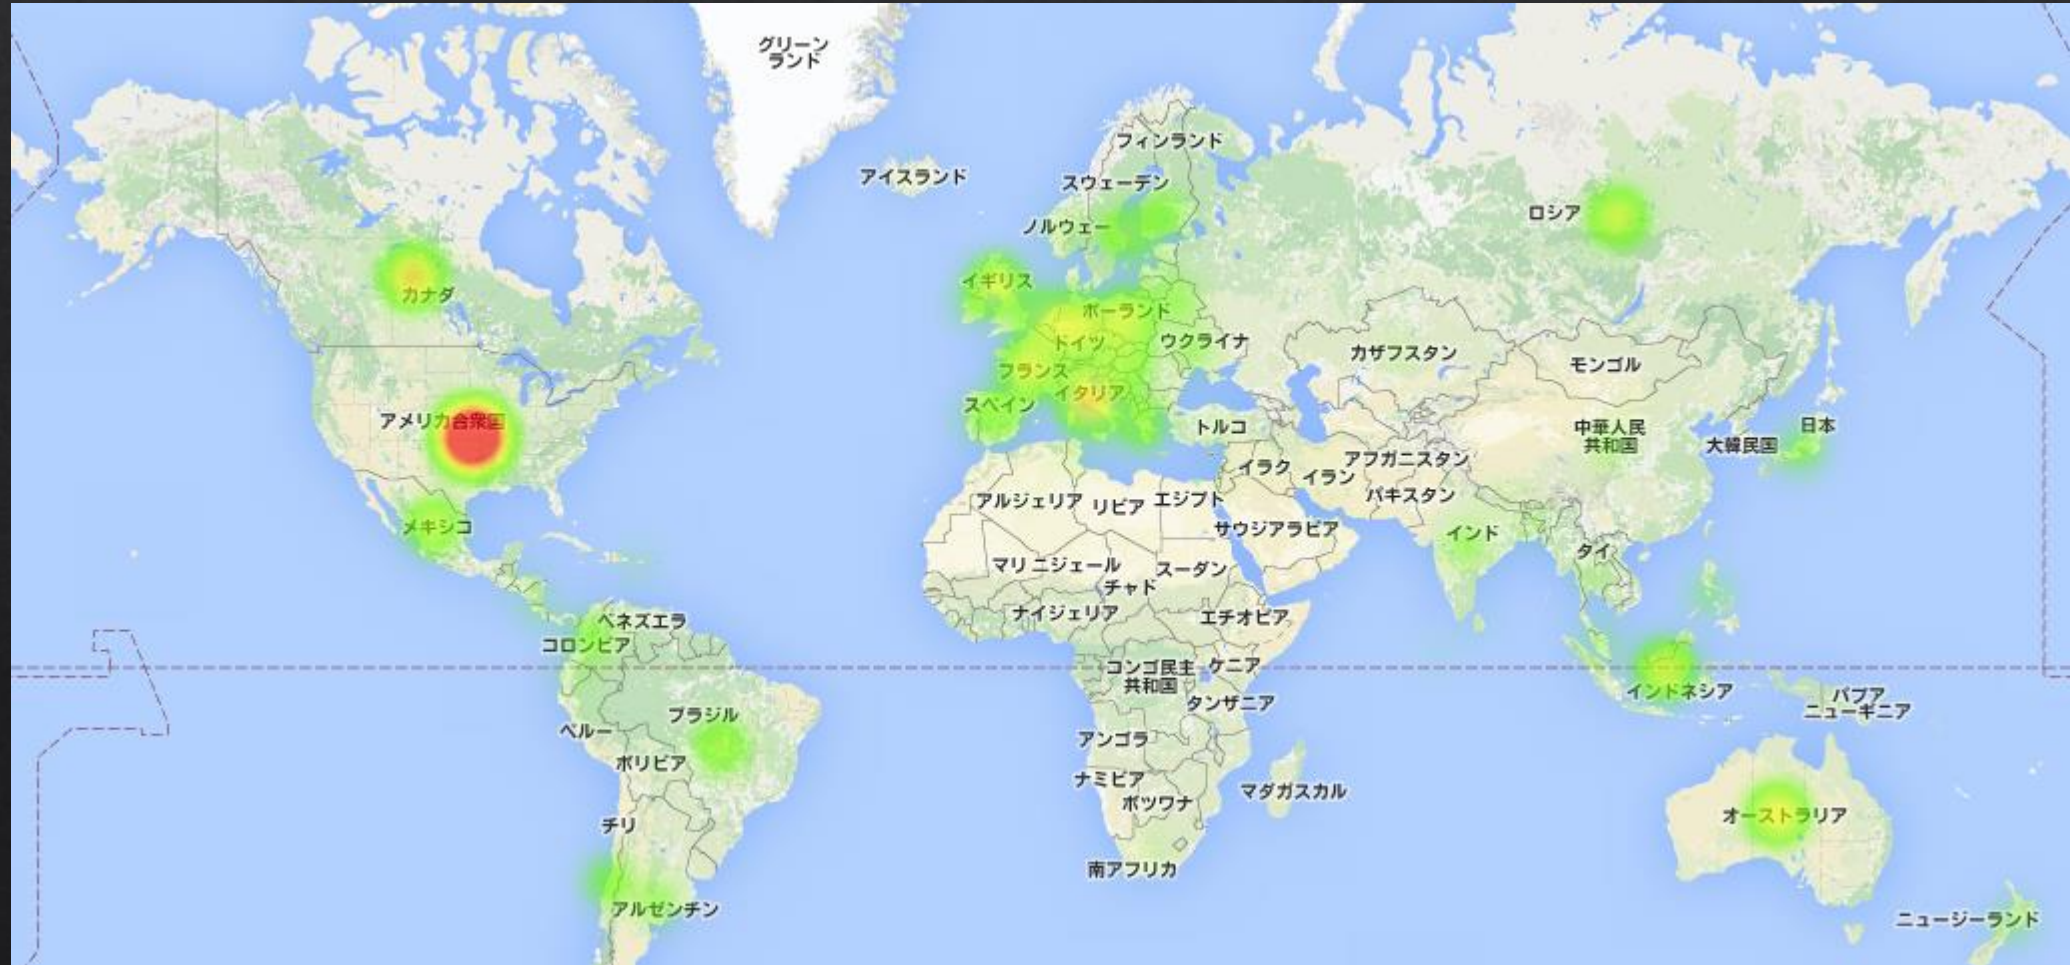 グリーン
ランド
フィンランド
アイスランド
スウェーデン
ロシア
ノルウェー
イギリス
カナダ
ポーランド
ドイツ
ウクライナ
カザフスタン
モンゴル
フランス
イタリア
スペイン
アメリカ合衆国
トルコ
中華人民
共和国
日本
大韓民国
イラク
イラン
アフガニスタン
パキスタン
アルジェリア
リビア
エジプト
メキシコ
サウジアラビア
インド
タイ
マリ
ニジェール
チャド
スーダン
ナイジェリア
エチオピア
ベネズエラ
コロンビア
コンゴ民主
共和国
ケニア
インドネシア
タンザニア
パプア
ニューギニア
ブラジル
ペルー
アンゴラ
ボリビア
ナミビア
ボツワナ
マダガスカル
オーストラリア
チリ
南アフリカ
アルゼンチン
ニュージーランド